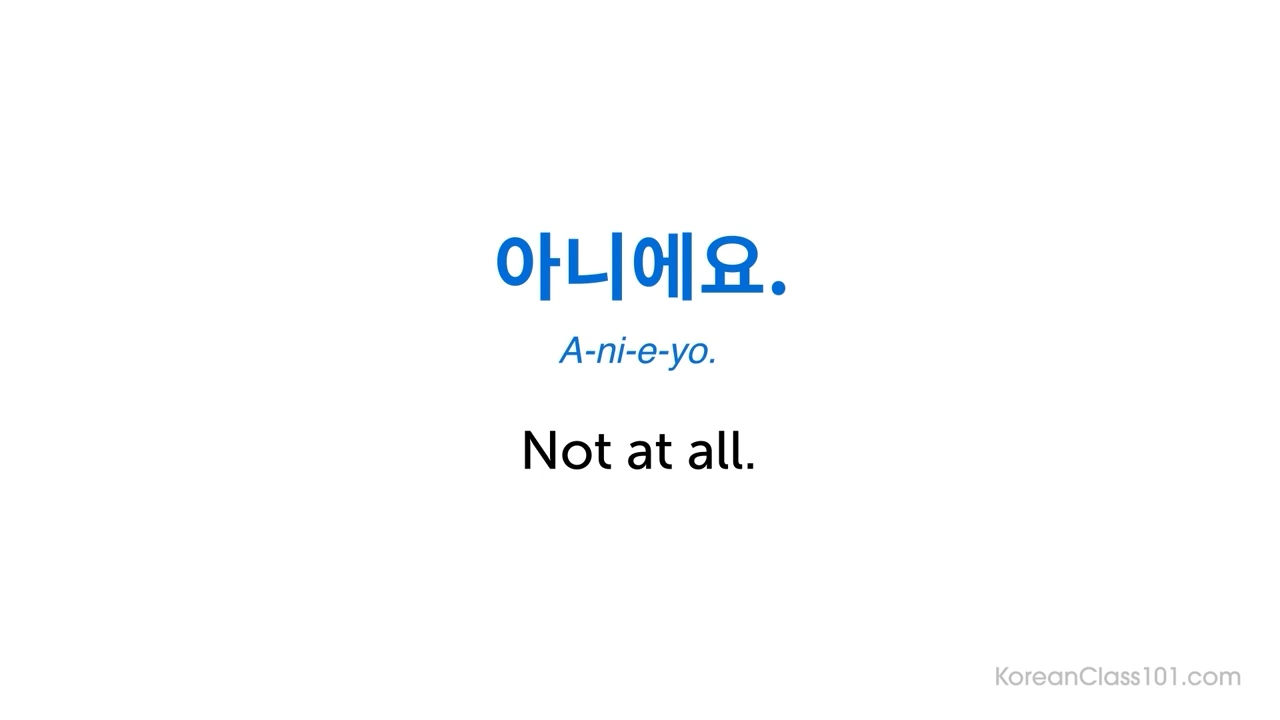 아니에요.
A-ni-e-yo.
Not at all.
KoreanClass101.com